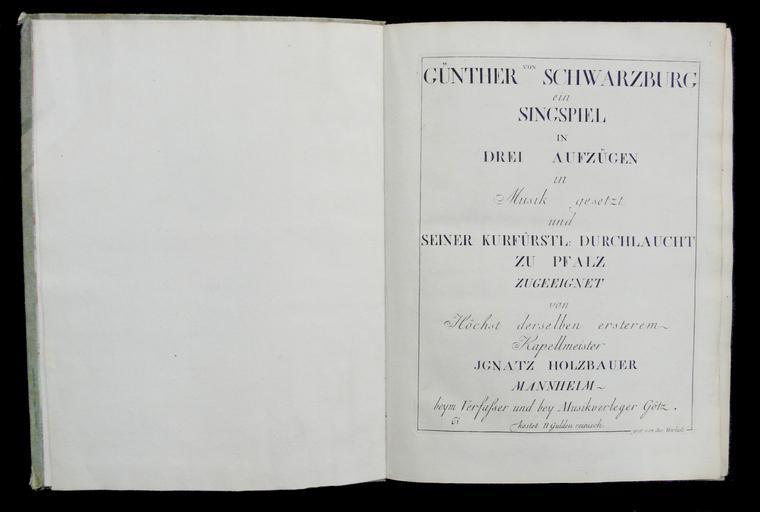 GÜNTHER VON SCHWARZBURG
ein
SINGSPIEL
IN
DREI AUFZÜGEN
in
Musik gesetzt
und
SEINER KURFÜRSTL: DURCHLAUCHT
ZU PFALZ
ZUGEEIGNET
von
Höchst derselben ersterem
Kapellmeister
JGNATZ HOLZBAUER
MANNHEIM
beym Verfaßer und bey Musikverleger Götz.
kostet 11 Gulden reinisch.